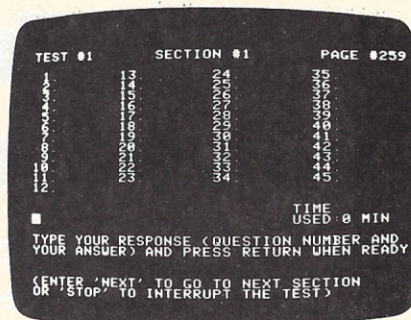 TEST #1 SECTION #1 PAGE #259
1. 13. 24. 35.
2. 14. 25. 36.
3. 15. 26. 37.
4. 16. 27. 38.
5. 17. 28. 39.
6. 18. 29. 40.
7. 19. 30. 41.
8. 20. 31. 42.
9. 21. 32. 43.
10. 22. 33. 44.
11. 23. 34. 45.
12.
TIME
USED:0 MIN
TYPE YOUR RESPONSE (QUESTION NUMBER AND
YOUR ANSWER) AND PRESS RETURN WHEN READY
(ENTER 'NEXT' TO GO TO NEXT SECTION
OR 'STOP' TO INTERRUPT THE TEST)